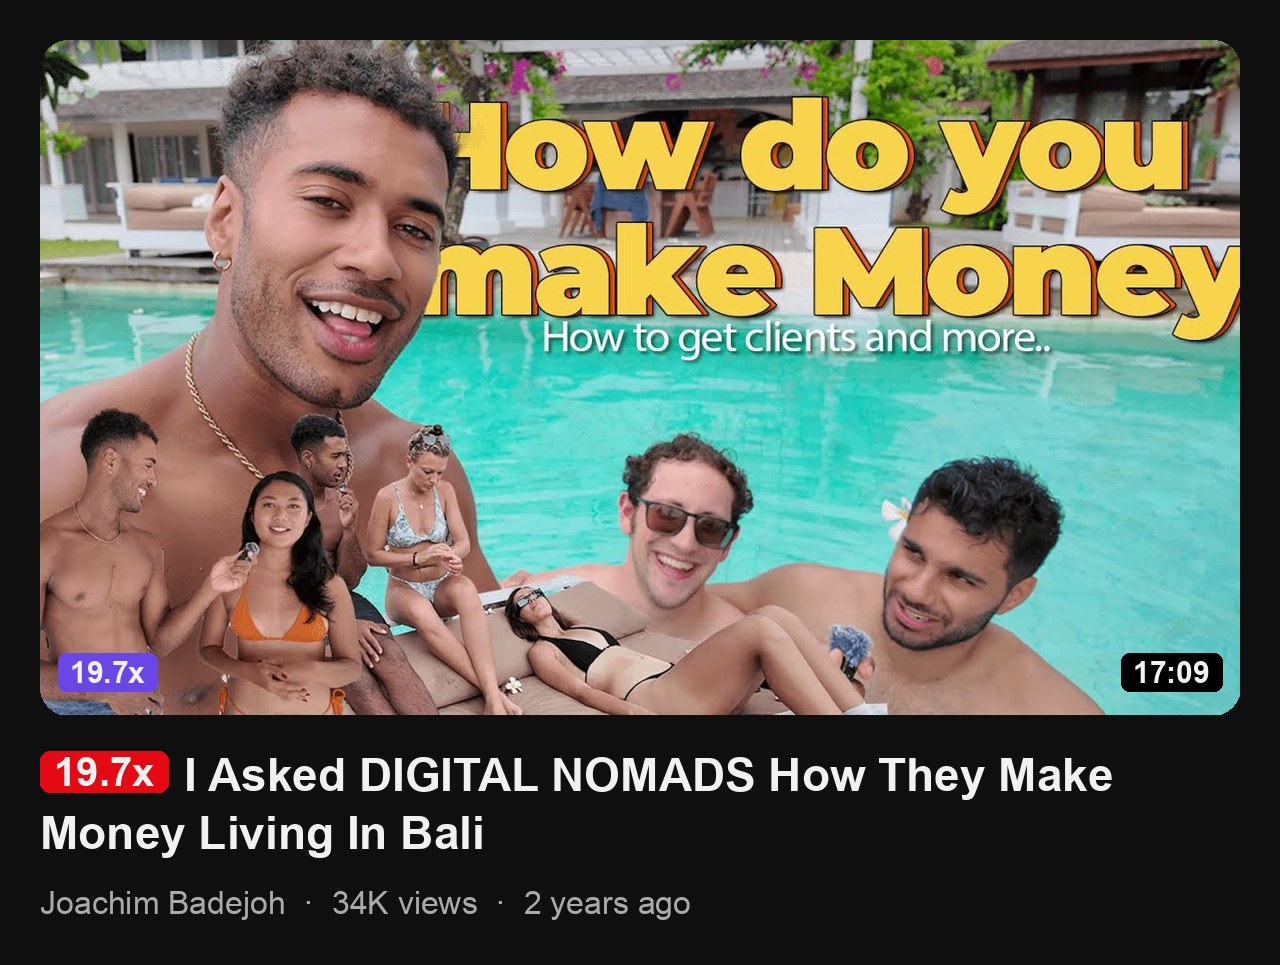 How do you
make Money
How to get clients and more..
19.7x
17:09
19.7x I Asked DIGITAL NOMADS How They Make
Money Living In Bali
Joachim Badejoh · 34K views · 2 years ago